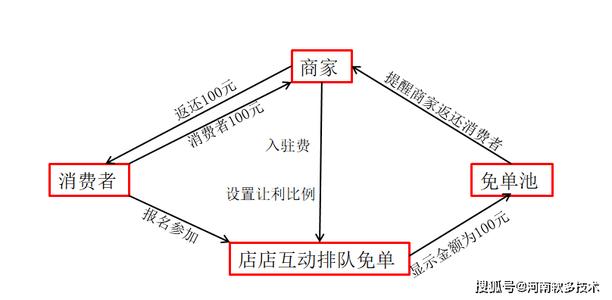 商家
返还100元
消费者100元
提醒商家返还消费者
入驻费
设置让利比例
消费者
免单池
报名参加
店店互动排队免单
显示金额为100元
搜狐号@河南软多技术